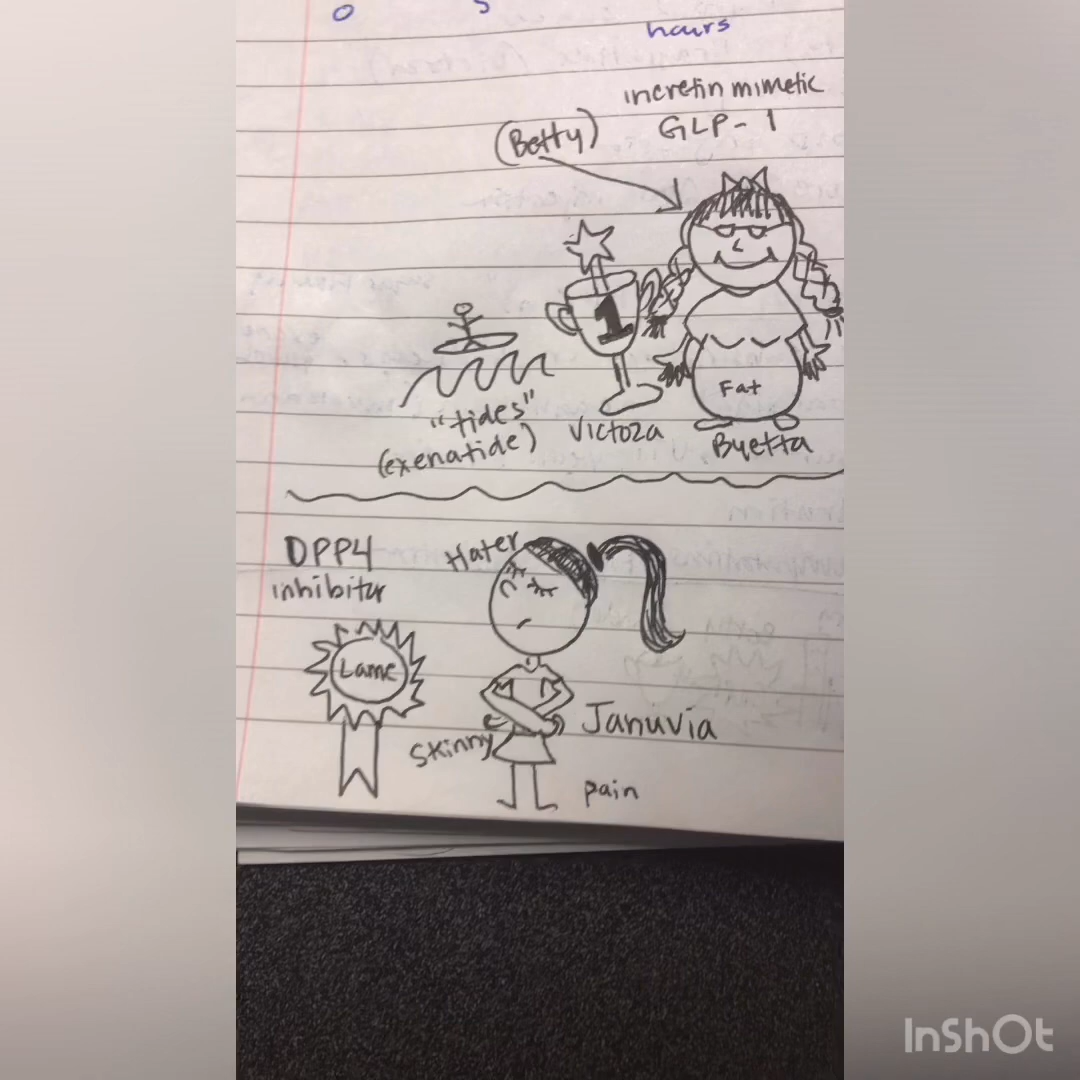 hours
incretin mimetic
GLP-1
(Betty)
1
Fat
"tides"
(exenatide)
Victoza
Byetta
DPP4
inhibitor
Hater
Lame
Skinny
Januvia
pain
InShOt